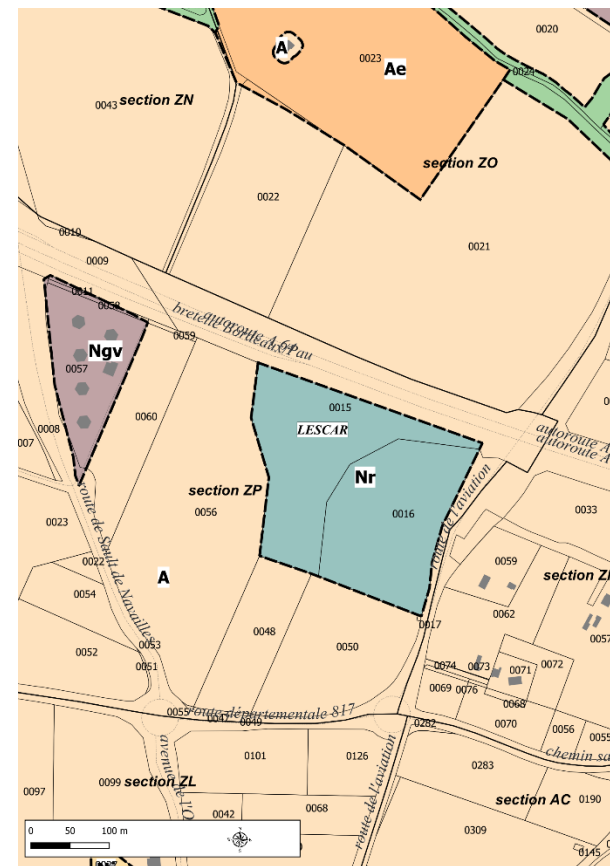 0020
A
0023
Ae
0024
0043
section ZN
section ZO
0022
0021
0010
0009
0011
0058
autoroute A 64
bretelle Bordeaux/Pau
0059
Ngv
0057
0015
LESCAR
0060
autoroute A
autoroute A
0008
007
section ZP
Nr
0056
0016
route de l'aviation
0033
0023
route de Sault de Navailles
0059
section ZI
0022
A
0054
0062
0017
0057
0048
0053
0050
0052
0051
0074
0073
0071
0072
0069
0076
0068
0055
0047
0049
route départementale 817
0282
0070
0056
0055
chemin sa
avenue de l'O
0101
0126
route de l'aviation
0283
0099
section ZL
0097
0042
0068
section AC
0190
0309
0145
0 50 100 m